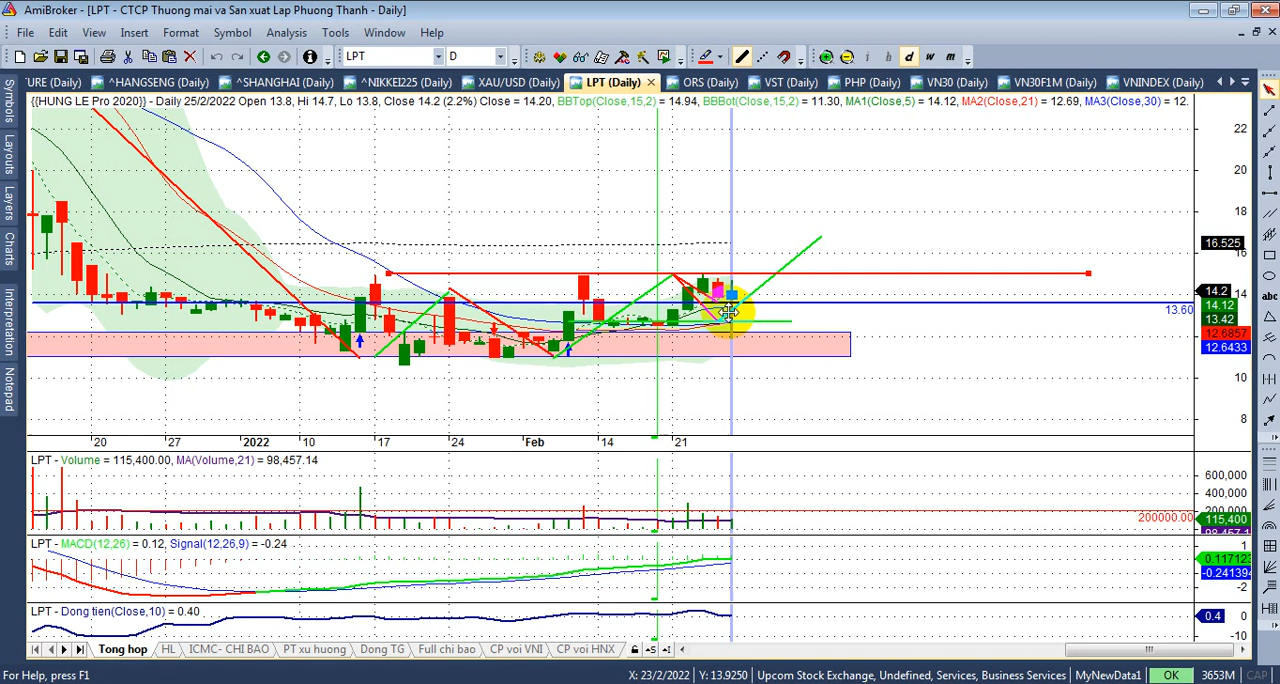 AmiBroker - [LPT - CTCP Thuong mai va San xuat Lap Phuong Thanh - Daily]
File Edit View Insert Format Symbol Analysis Tools Window Help
LPT D i h d w m
'URE (Daily) ^HANGSENG (Daily) ^SHANGHAI (Daily) ^NIKKEI225 (Daily) XAU/USD (Daily) LPT (Daily) ORS (Daily) VST (Daily) PHP (Daily) VN30 (Daily) VN30F1M (Daily) VNINDEX (Daily)
{{HUNG LE Pro 2020}} - Daily 25/2/2022 Open 13.8, Hi 14.7, Lo 13.8, Close 14.2 (2.2%) Close = 14.20, BBTop(Close,15,2) = 14.94, BBBot(Close,15,2) = 11.30, MA1(Close,5) = 14.12, MA2(Close,21) = 12.69, MA3(Close,30) = 12.
Symbols
Layouts
Layers
Charts
Interpretation
Notepad
abc
22
20
18
16.525
16
14.2
14
14.12
13.60
13.42
12.6857
12.6433
10
8
20 27 2022 10 17 24 Feb 14 21
LPT - Volume = 115,400.00, MA(Volume,21) = 98,457.14
600,000
400,000
200,000
200000.00
115,400
LPT - MACD(12,26) = 0.12, Signal(12,26,9) = -0.24
1
0.117123
-0.241394
-2
LPT - Dong tien(Close,10) = 0.40
0.4
0
-10
Tong hop HL ICMC- CHI BAO PT xu huong Dong TG Full chi bao CP voi VNI CP voi HNX
For Help, press F1 X: 23/2/2022 Y: 13.9250 Upcom Stock Exchange, Undefined, Services, Business Services MyNewData1 OK 3653M CAP